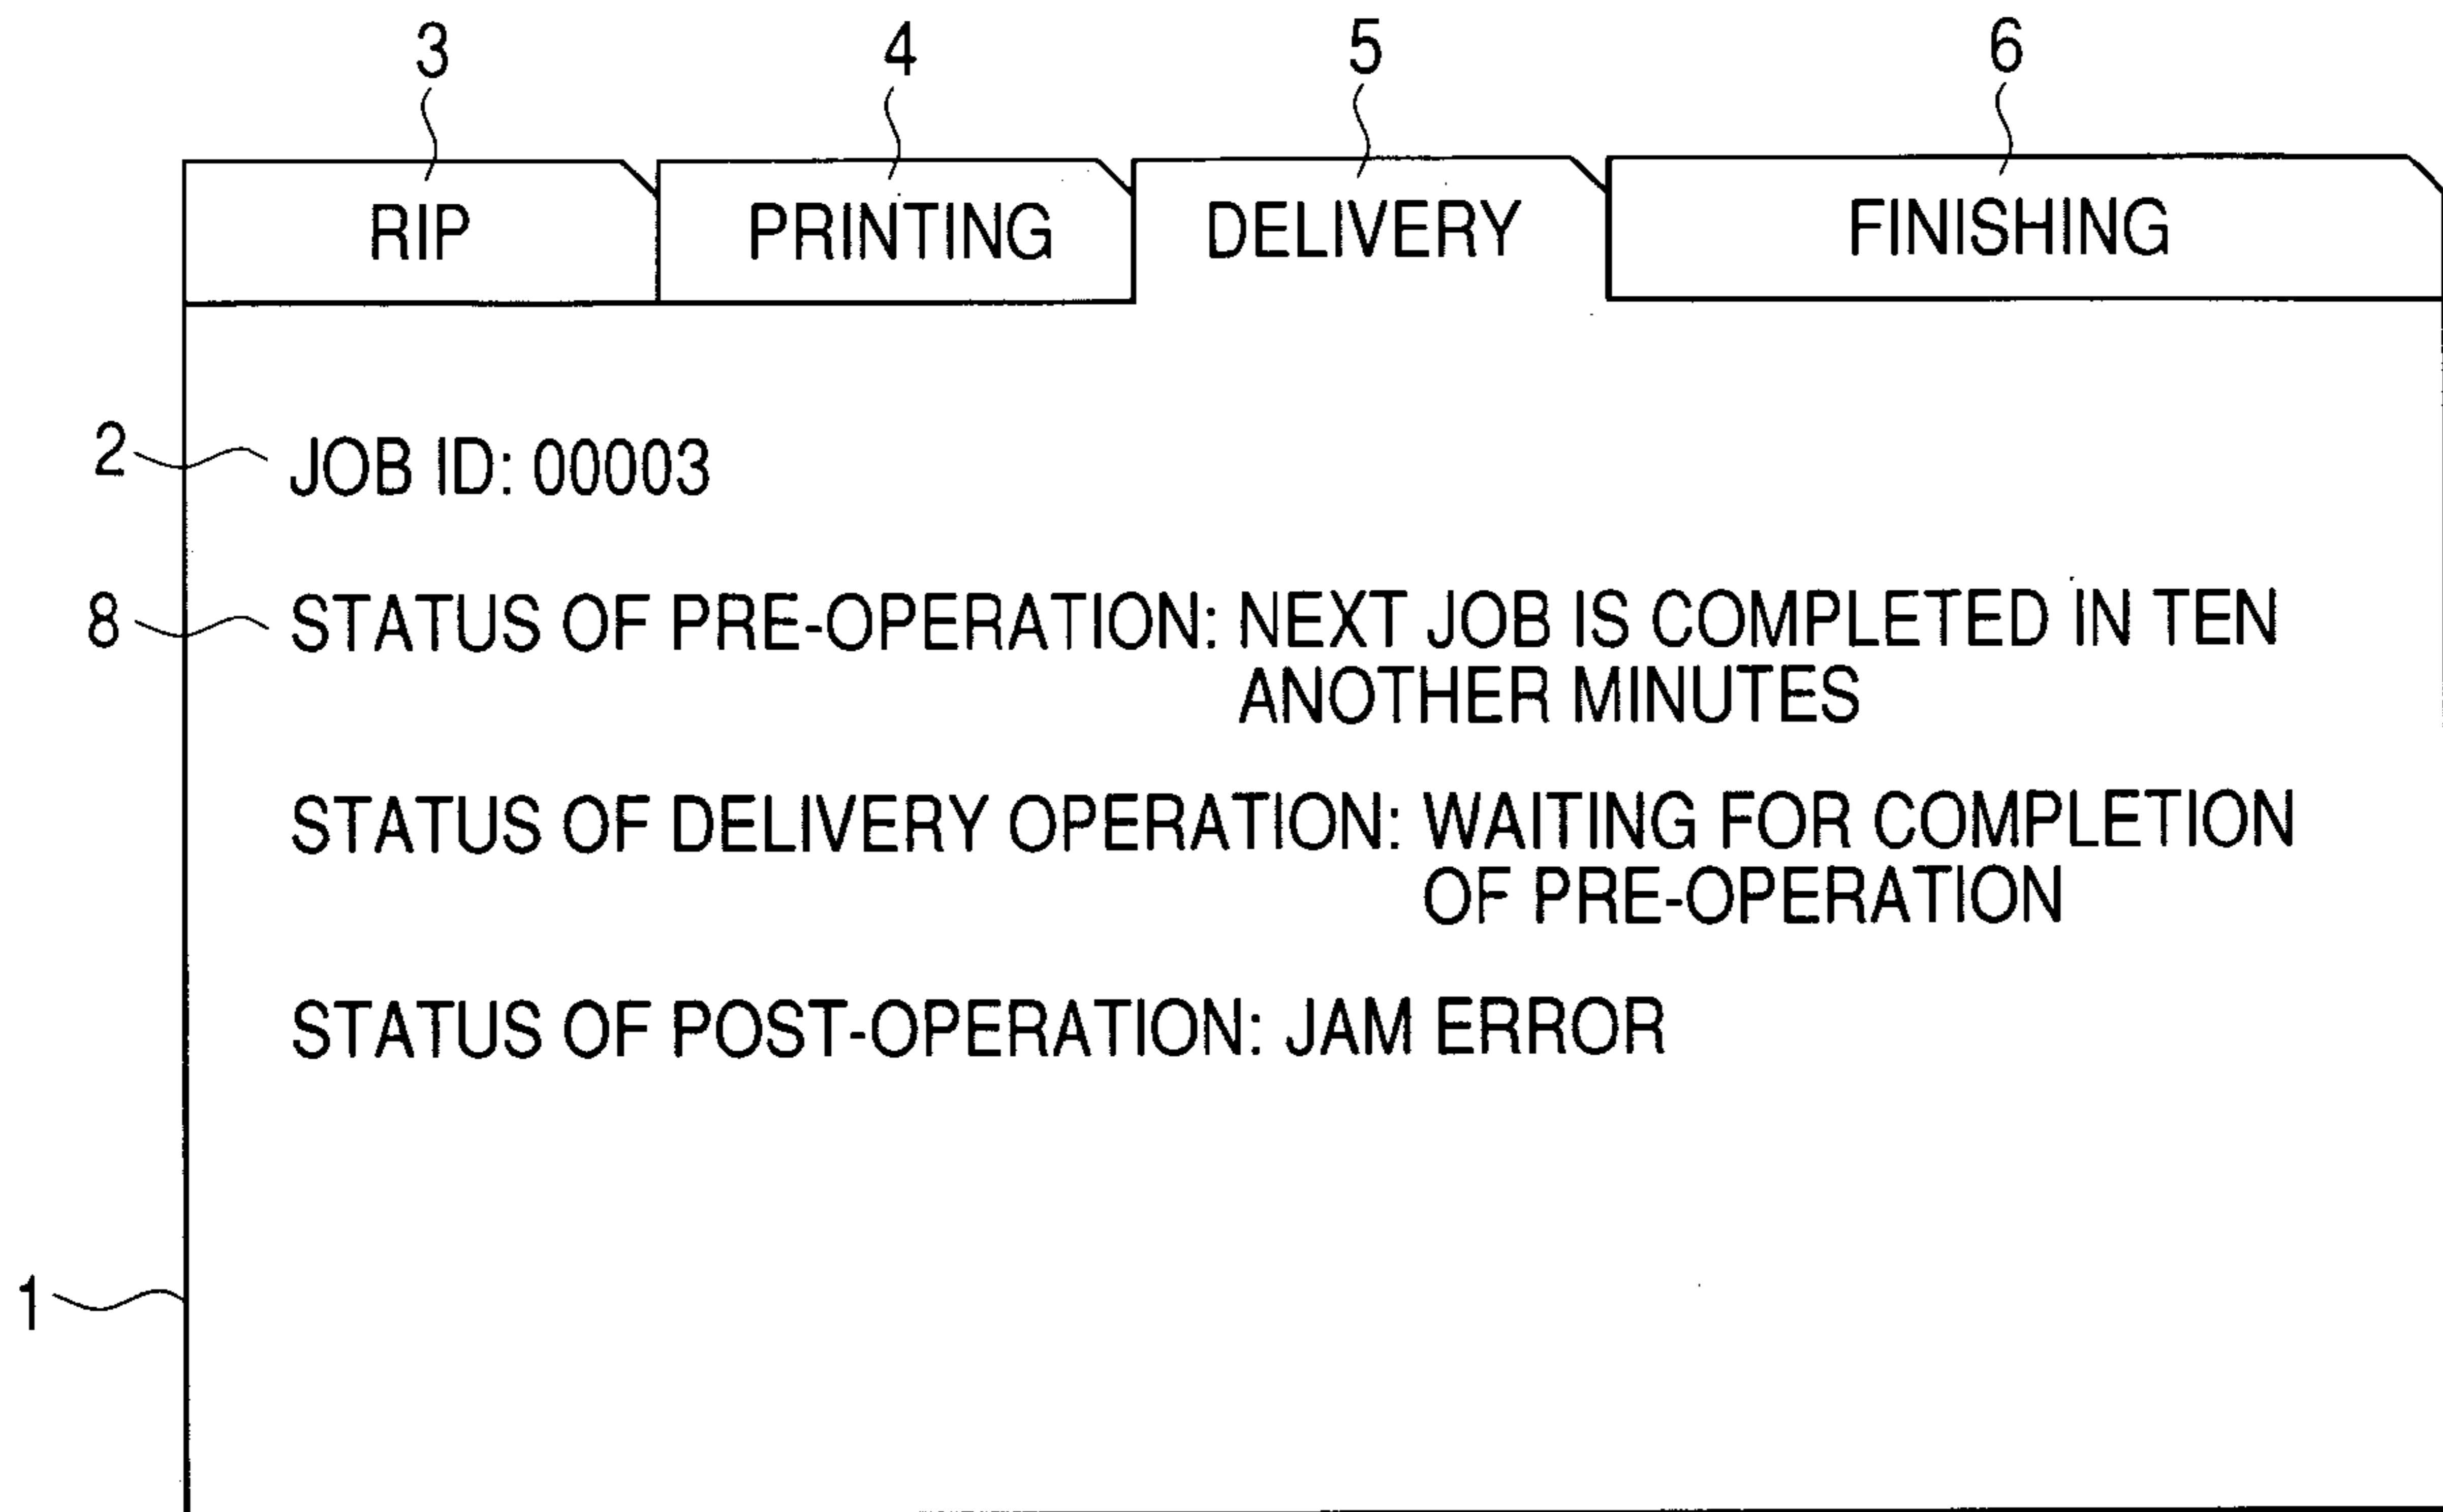 3 4 5 6
RIP PRINTING DELIVERY FINISHING
2 JOB ID: 00003
8 STATUS OF PRE-OPERATION: NEXT JOB IS COMPLETED IN TEN
ANOTHER MINUTES
STATUS OF DELIVERY OPERATION: WAITING FOR COMPLETION
OF PRE-OPERATION
STATUS OF POST-OPERATION: JAM ERROR
1